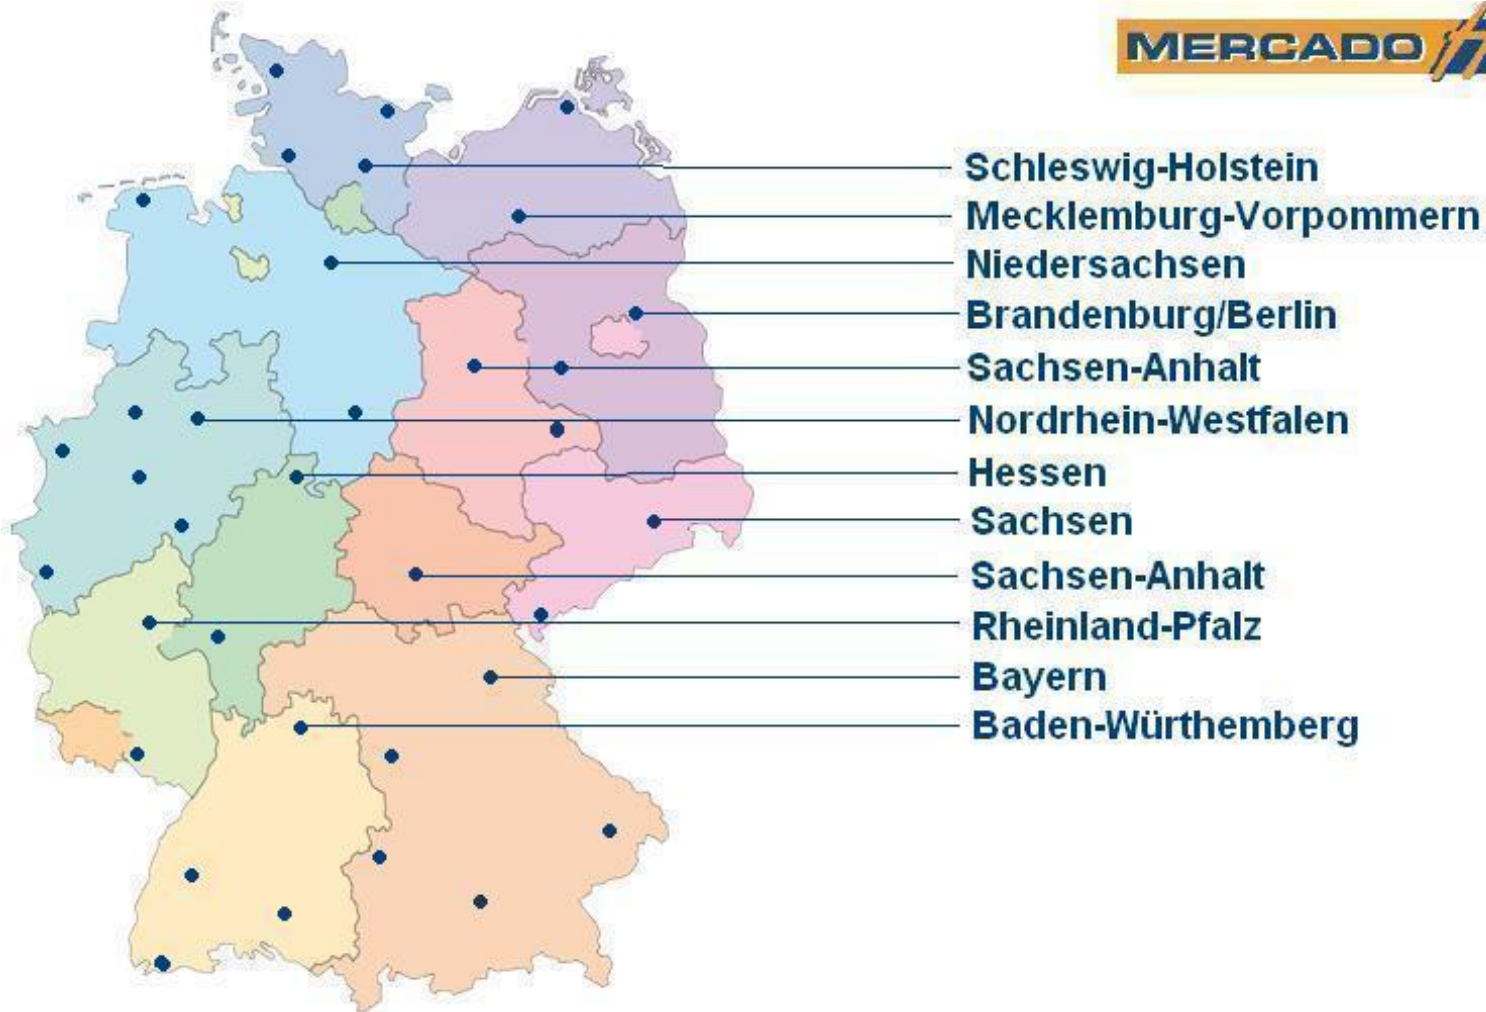 MERCADO
Schleswig-Holstein
Mecklemburg-Vorpommern
Niedersachsen
Brandenburg/Berlin
Sachsen-Anhalt
Nordrhein-Westfalen
Hessen
Sachsen
Sachsen-Anhalt
Rheinland-Pfalz
Bayern
Baden-Würthemberg